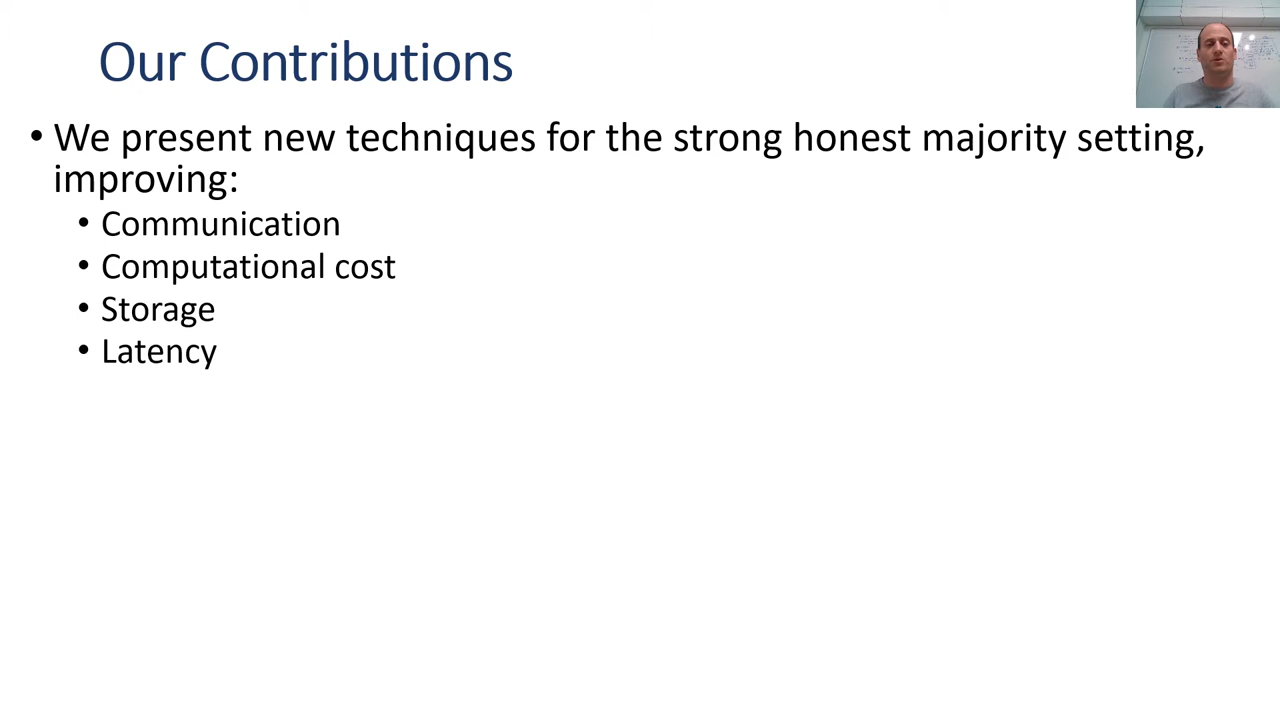 Our Contributions
• We present new techniques for the strong honest majority setting,
improving:
• Communication
• Computational cost
• Storage
• Latency